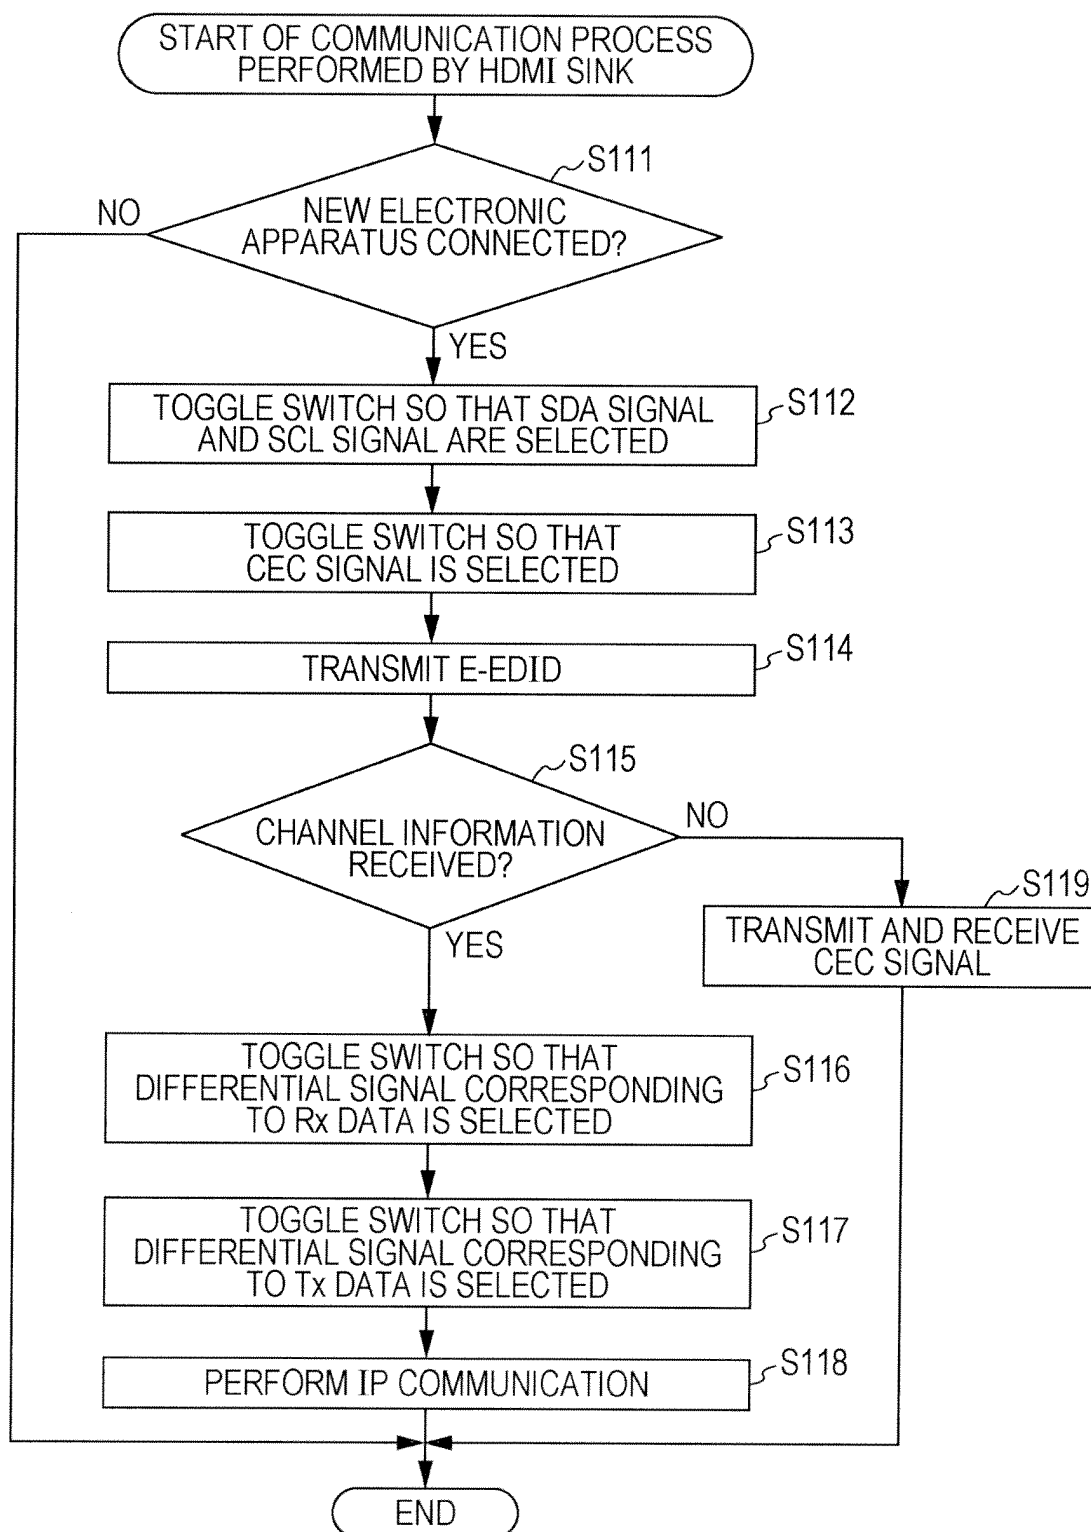 START OF COMMUNICATION PROCESS
PERFORMED BY HDMI SINK
S111
NO
NEW ELECTRONIC
APPARATUS CONNECTED?
YES
TOGGLE SWITCH SO THAT SDA SIGNAL
AND SCL SIGNAL ARE SELECTED
S112
TOGGLE SWITCH SO THAT
CEC SIGNAL IS SELECTED
S113
TRANSMIT E-EDID
S114
S115
CHANNEL INFORMATION
RECEIVED?
NO
YES
S119
TRANSMIT AND RECEIVE
CEC SIGNAL
TOGGLE SWITCH SO THAT
DIFFERENTIAL SIGNAL CORRESPONDING
TO Rx DATA IS SELECTED
S116
TOGGLE SWITCH SO THAT
DIFFERENTIAL SIGNAL CORRESPONDING
TO Tx DATA IS SELECTED
S117
PERFORM IP COMMUNICATION
S118
END